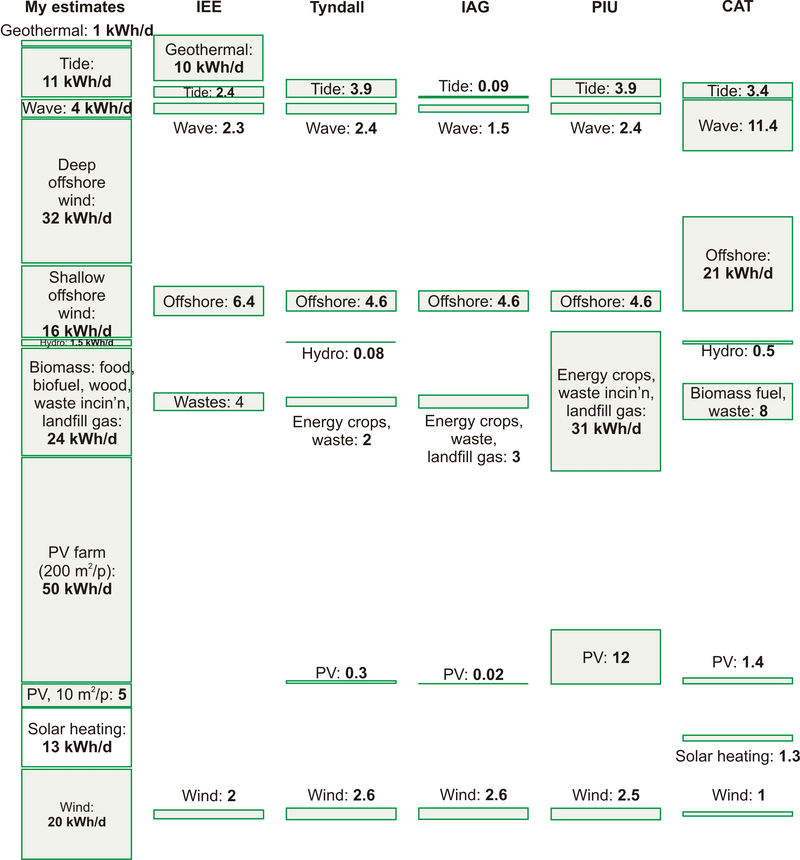 My estimates
IEE
Tyndall
IAG
PIU
CAT
Geothermal: 1 kWh/d
Tide:
11 kWh/d
Wave: 4 kWh/d
Deep
offshore
wind:
32 kWh/d
Shallow
offshore
wind:
16 kWh/d
Hydro: 1.5 kWh/d
Biomass: food,
biofuel, wood,
waste incin’n,
landfill gas:
24 kWh/d
PV farm
(200 m²/p):
50 kWh/d
PV, 10 m²/p: 5
Solar heating:
13 kWh/d
Wind:
20 kWh/d
Geothermal:
10 kWh/d
Tide: 2.4
Wave: 2.3
Offshore: 6.4
Wastes: 4
Wind: 2
Tide: 3.9
Wave: 2.4
Offshore: 4.6
Hydro: 0.08
Energy crops,
waste: 2
PV: 0.3
Wind: 2.6
Tide: 0.09
Wave: 1.5
Offshore: 4.6
Energy crops,
waste,
landfill gas: 3
PV: 0.02
Wind: 2.6
Tide: 3.9
Wave: 2.4
Offshore: 4.6
Energy crops,
waste incin’n,
landfill gas:
31 kWh/d
PV: 12
Wind: 2.5
Tide: 3.4
Wave: 11.4
Offshore:
21 kWh/d
Hydro: 0.5
Biomass fuel,
waste: 8
PV: 1.4
Solar heating: 1.3
Wind: 1